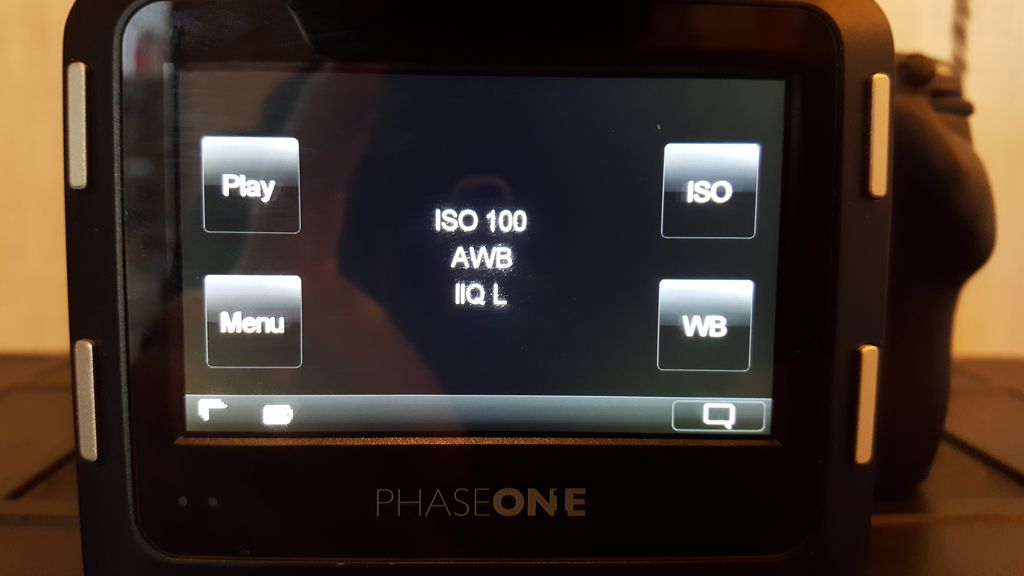 Play
Menu
ISO 100
AWB
IIQ L
ISO
WB
PHASEONE